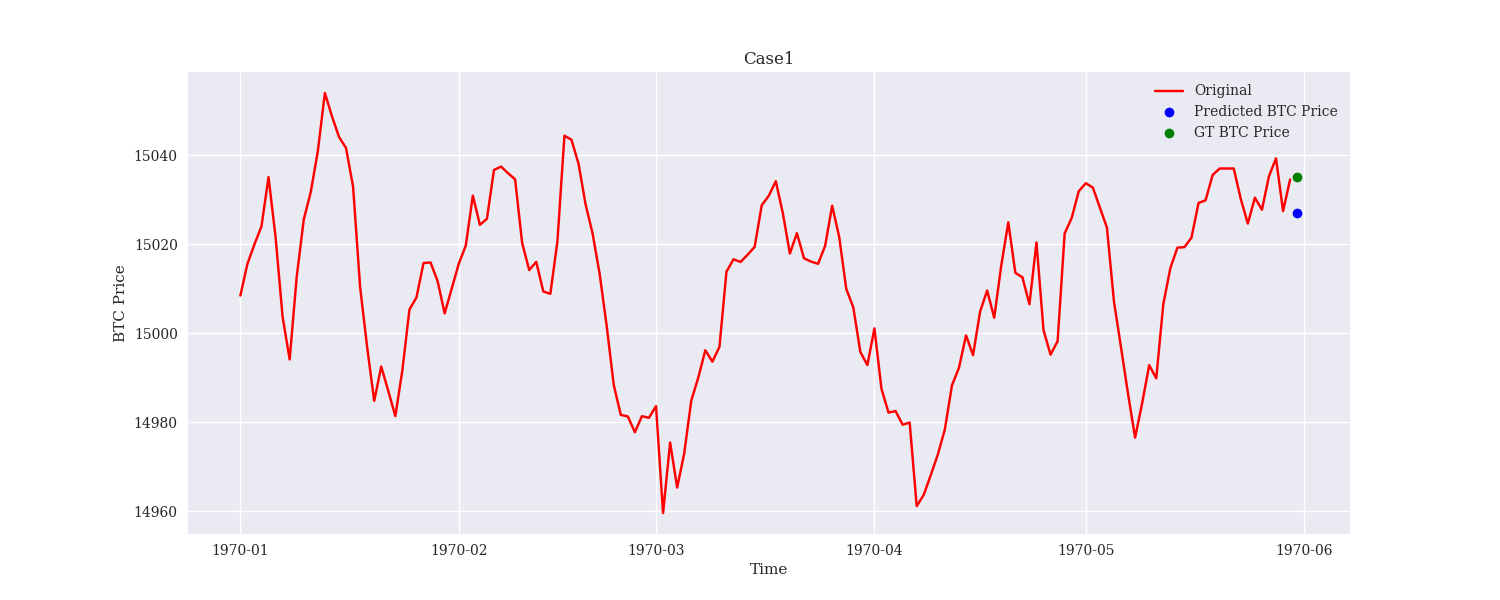 Case1
Original
Predicted BTC Price
GT BTC Price
BTC Price
15040
15020
15000
14980
14960
1970-01
1970-02
1970-03
1970-04
1970-05
1970-06
Time